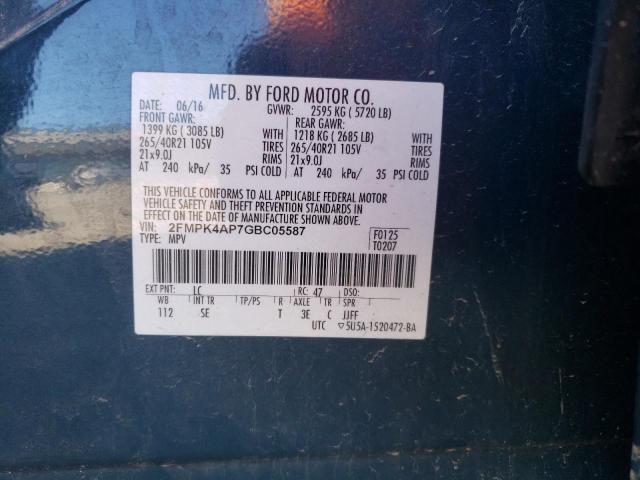 MFD. BY FORD MOTOR CO.
DATE: 06/16 GVWR: 2595 KG ( 5720 LB)
FRONT GAWR: REAR GAWR:
1399 KG ( 3085 LB) WITH 1218 KG ( 2685 LB) WITH
265/40R21 105V TIRES 265/40R21 105V TIRES
21x9.0J RIMS 21x9.0J RIMS
AT 240 kPa/ 35 PSI COLD AT 240 kPa/ 35 PSI COLD
THIS VEHICLE CONFORMS TO ALL APPLICABLE FEDERAL MOTOR
VEHICLE SAFETY AND THEFT PREVENTION STANDARDS IN
EFFECT ON THE DATE OF MANUFACTURE SHOWN ABOVE.
VIN: 2FMPK4AP7GBC05587 F0125
TYPE: MPV T0207
EXT PNT: LC RC: 47 DSO:
WB INT TR TP/PS R AXLE TR SPR
112 SE T 3E C JJFF
UTC ▽5U5A-1520472-BA